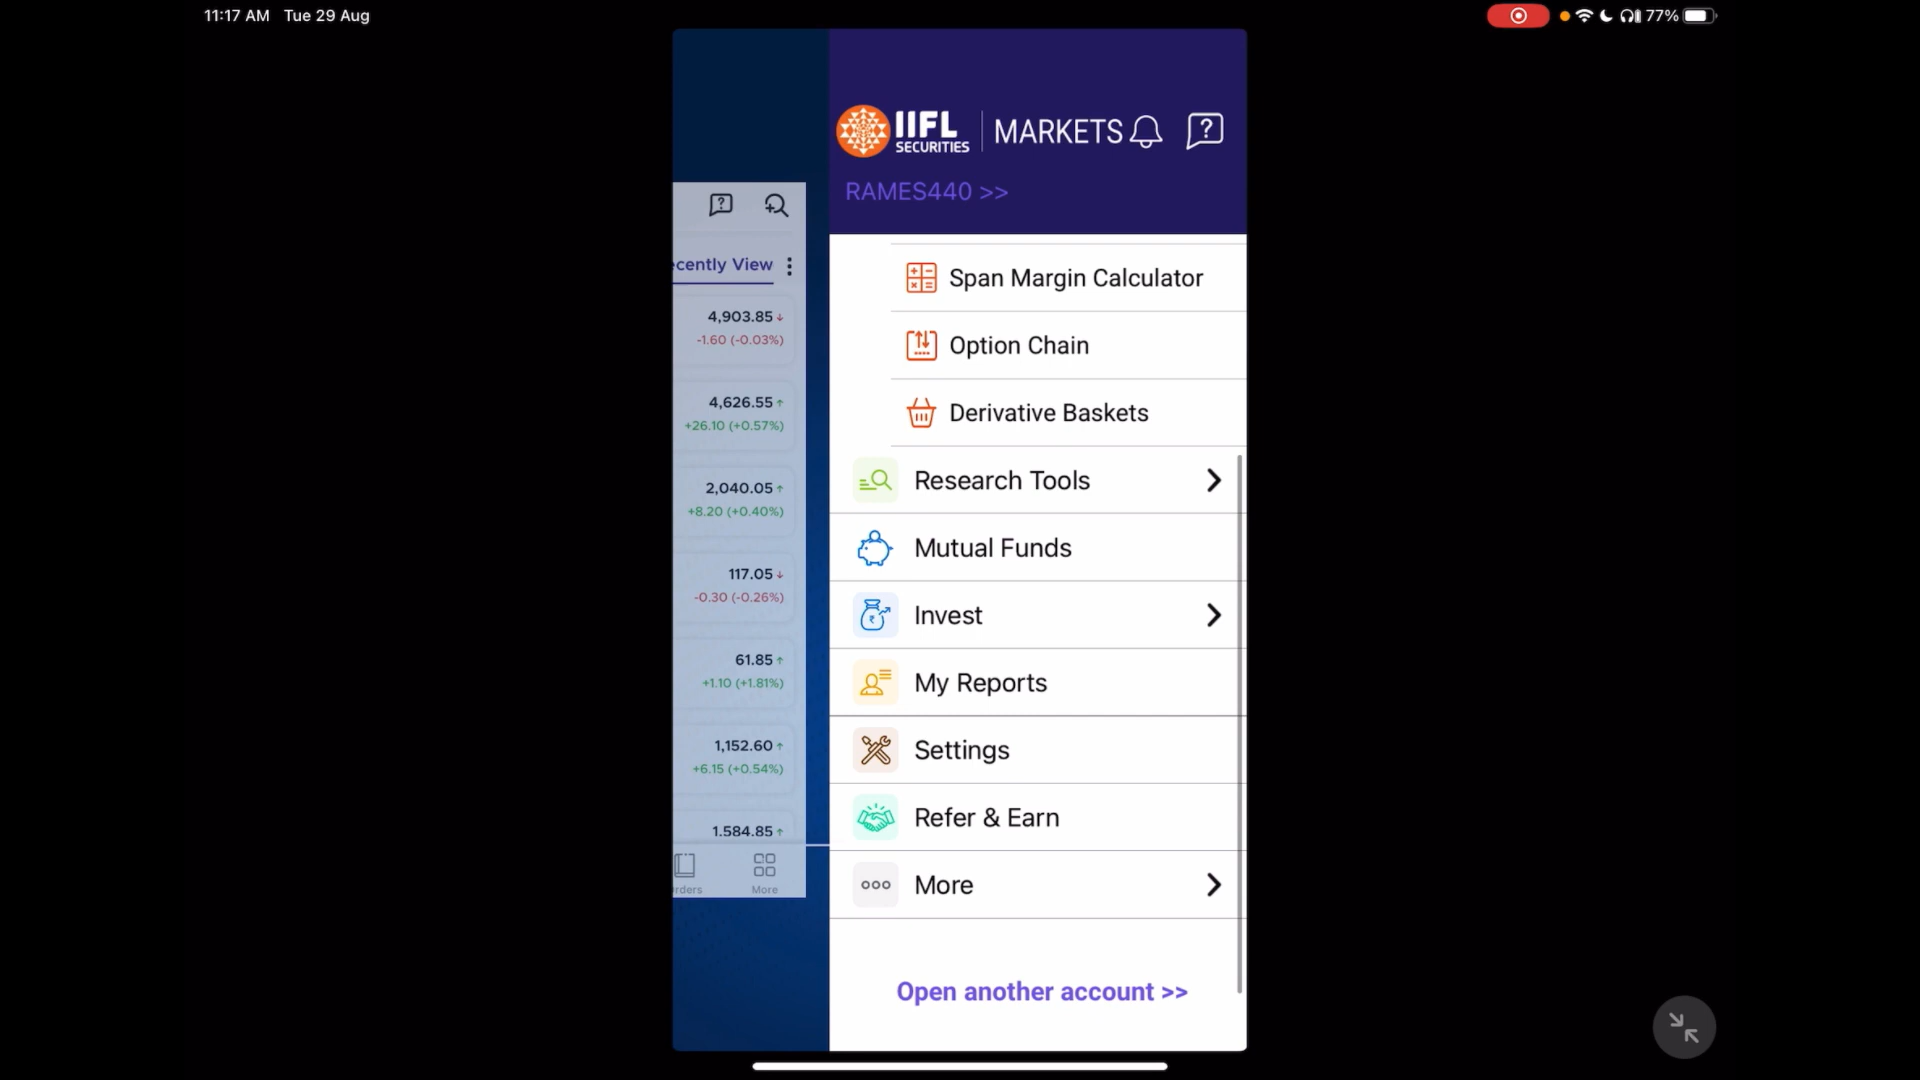 11:17 AM Tue 29 Aug
77%
IIFL SECURITIES | MARKETS
RAMES440 >>
cently View
4,903.85
-1.60 (-0.03%)
4,626.55
+26.10 (+0.57%)
2,040.05
+8.20 (+0.40%)
117.05
-0.30 (-0.26%)
61.85
+1.10 (+1.81%)
1,152.60
+6.15 (+0.54%)
1.584.85
rders
More
Span Margin Calculator
Option Chain
Derivative Baskets
Research Tools
Mutual Funds
Invest
My Reports
Settings
Refer & Earn
More
Open another account >>